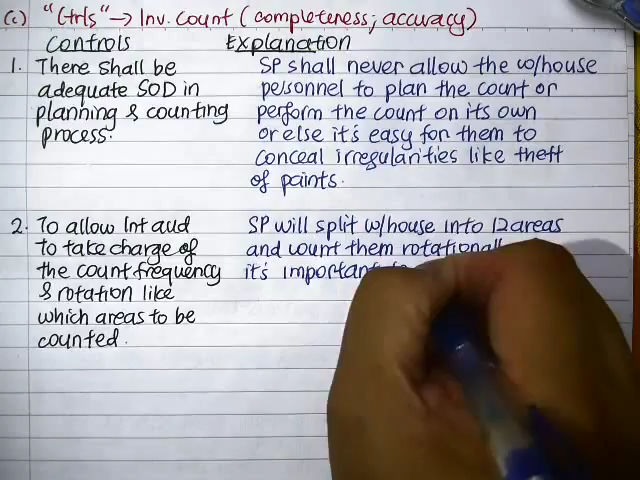 (c) "Ctrls" → Inv. Count (completeness; accuracy)
Controls Explanation
1. There shall be SP shall never allow the w/house
adequate SOD in personnel to plan the count or
planning & counting perform the count on its own
process. or else it's easy for them to
conceal irregularities like theft
of paints.
2. To allow Int aud SP will split w/house into 12 areas
to take charge of and count them
the count frequency it's important
& rotation like
which areas to be
counted.